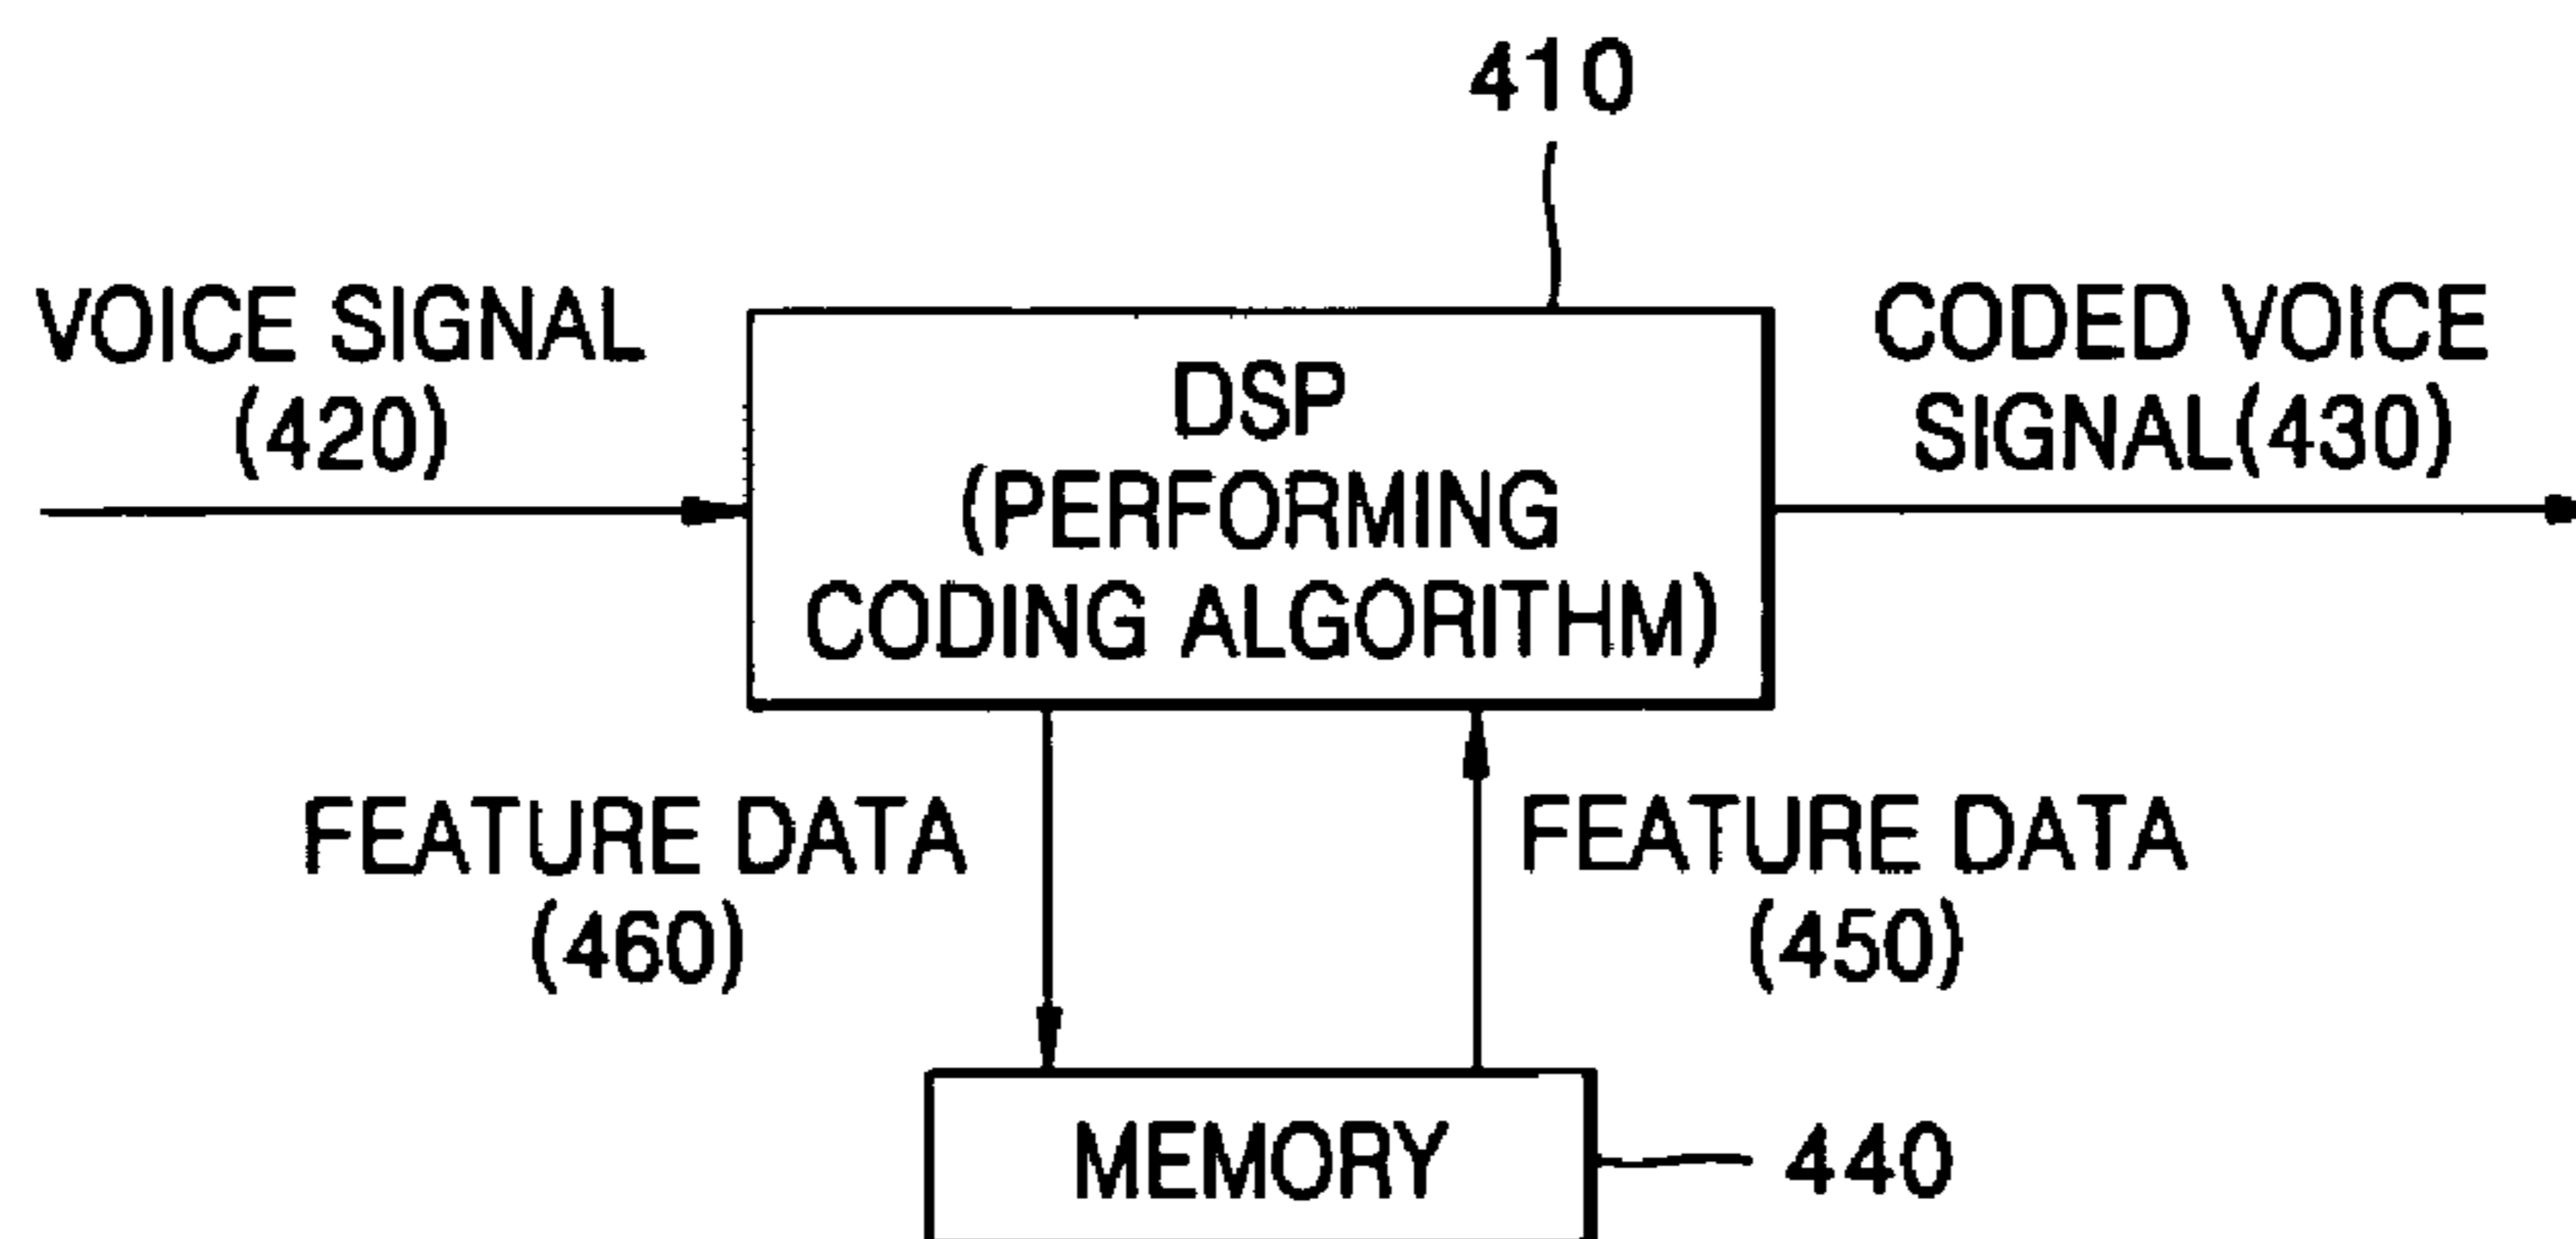 410
VOICE SIGNAL
(420)
DSP
(PERFORMING
CODING ALGORITHM)
CODED VOICE
SIGNAL(430)
FEATURE DATA
(460)
FEATURE DATA
(450)
MEMORY
440